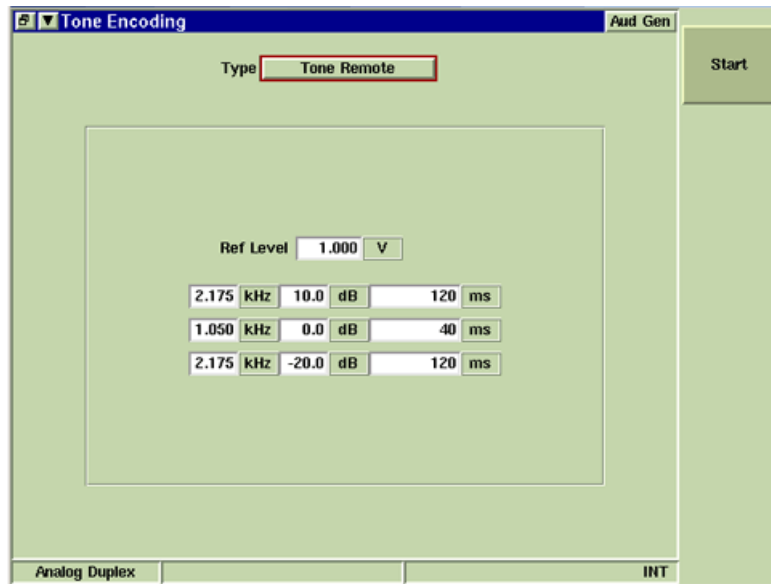 Tone Encoding Aud Gen
Start
Type Tone Remote
Ref Level 1.000 V
2.175 kHz 10.0 dB 120 ms
1.050 kHz 0.0 dB 40 ms
2.175 kHz -20.0 dB 120 ms
Analog Duplex INT